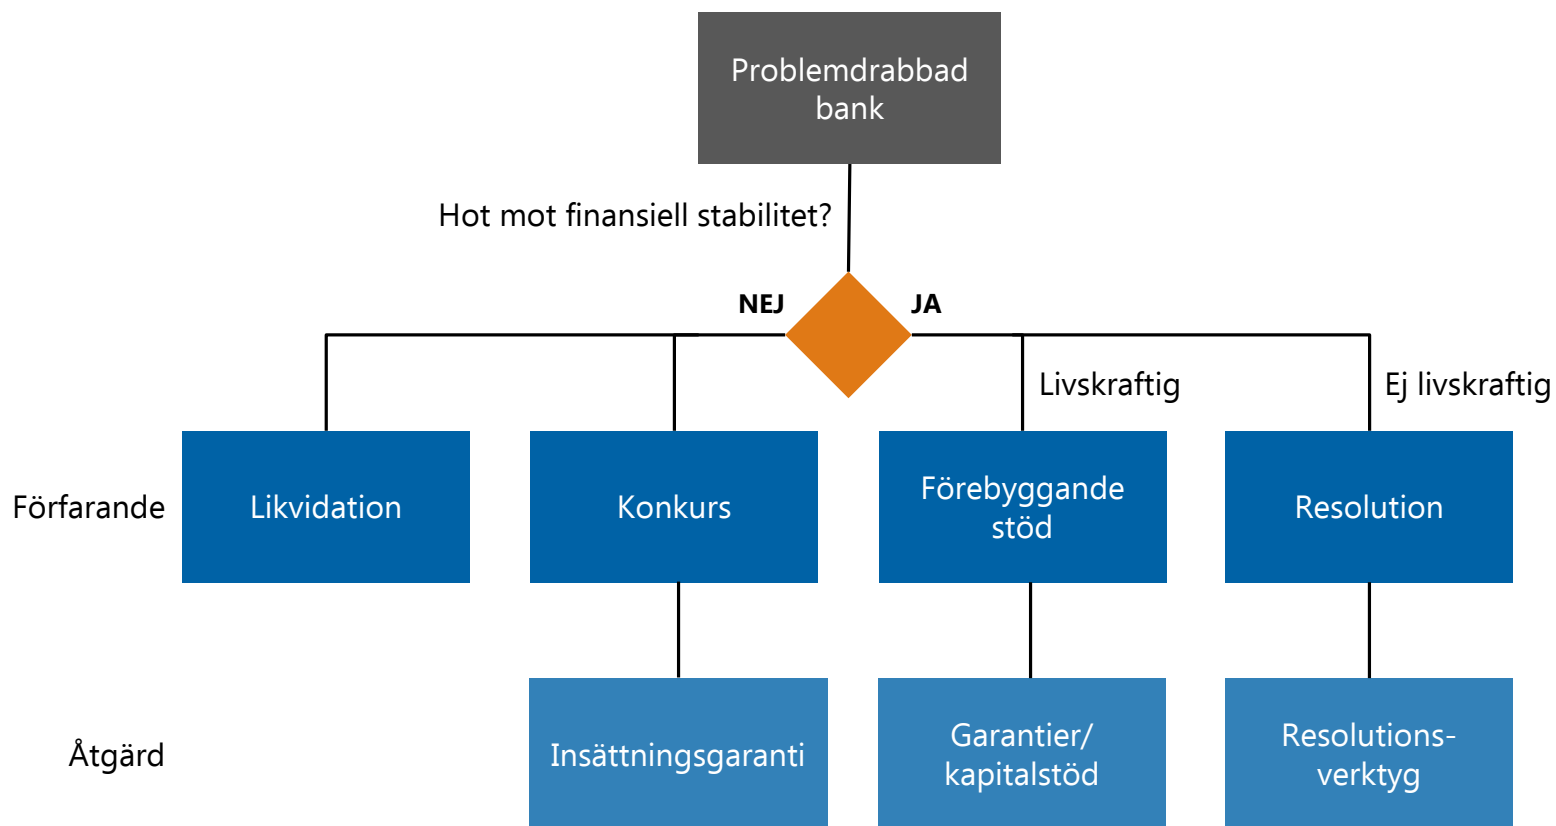 Problemdrabbad
bank
Hot mot finansiell stabilitet?
NEJ
JA
Livskraftig
Ej livskraftig
Förfarande
Likvidation
Konkurs
Förebyggande
stöd
Resolution
Åtgärd
Insättningsgaranti
Garantier/
kapitalstöd
Resolutions-
verktyg